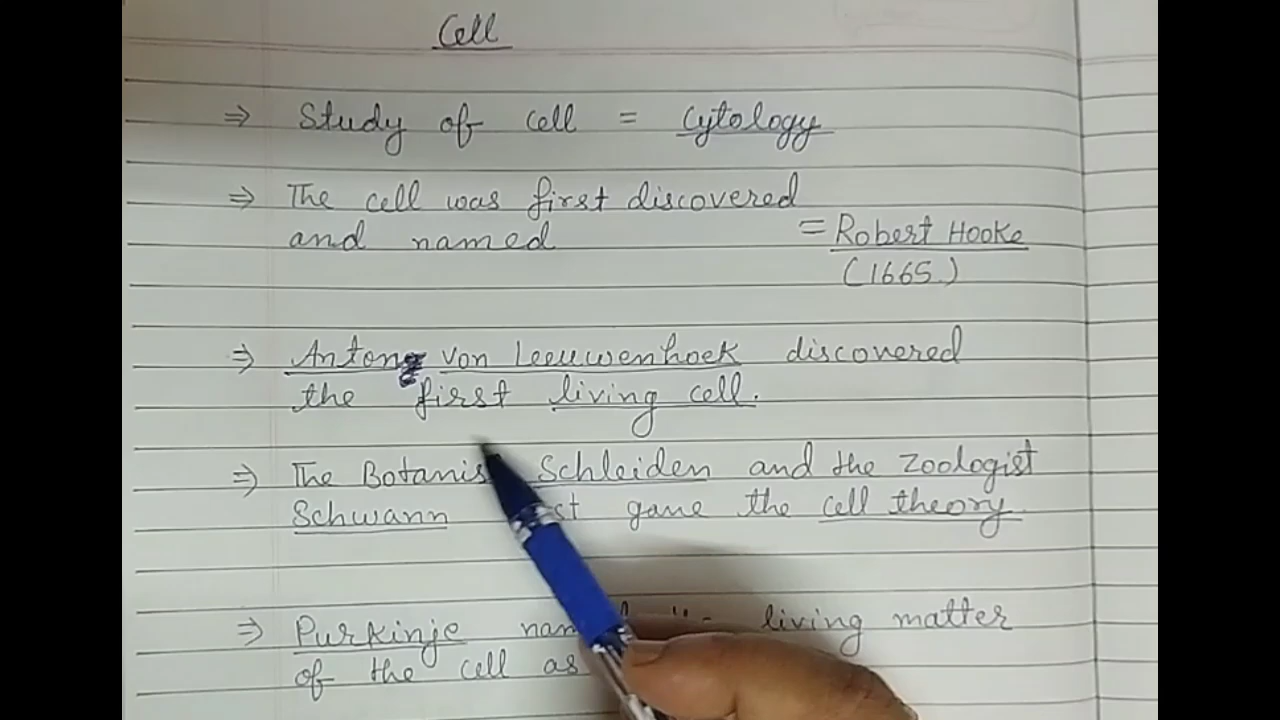 Cell
⇒ Study of cell = Cytology
⇒ The cell was first discovered
and named
= Robert Hooke
(1665.)
⇒ Anton von Leeuwenhoek discovered
the first living cell.
⇒ The Schleiden and the Zoologist
Schwann gave the cell theory.
⇒ Purkinje living matter
of the cell as